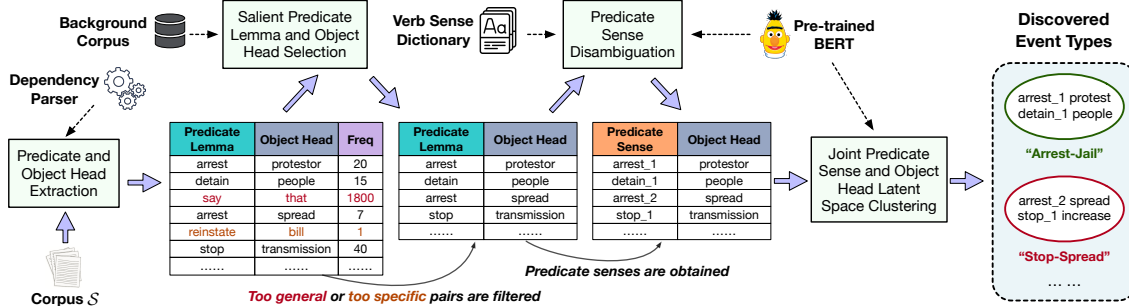 Background
Corpus
Salient Predicate
Lemma and Object
Head Selection
Verb Sense
Dictionary
Aa
Predicate
Sense
Disambiguation
Pre-trained
BERT
Discovered
Event Types
Dependency
Parser
Predicate and
Object Head
Extraction
Corpus S
Predicate Lemma Object Head Freq
arrest protestor 20
detain people 15
say that 1800
arrest spread 7
reinstate bill 1
stop transmission 40
...... ......
Predicate Lemma Object Head
arrest protestor
detain people
arrest spread
stop transmission
...... ......
Predicate Sense Object Head
arrest_1 protestor
detain_1 people
arrest_2 spread
stop_1 transmission
...... ......
Joint Predicate
Sense and Object
Head Latent
Space Clustering
arrest_1 protest
detain_1 people
“Arrest-Jail”
arrest_2 spread
stop_1 increase
“Stop-Spread”
... ...
Predicate senses are obtained
Too general or too specific pairs are filtered